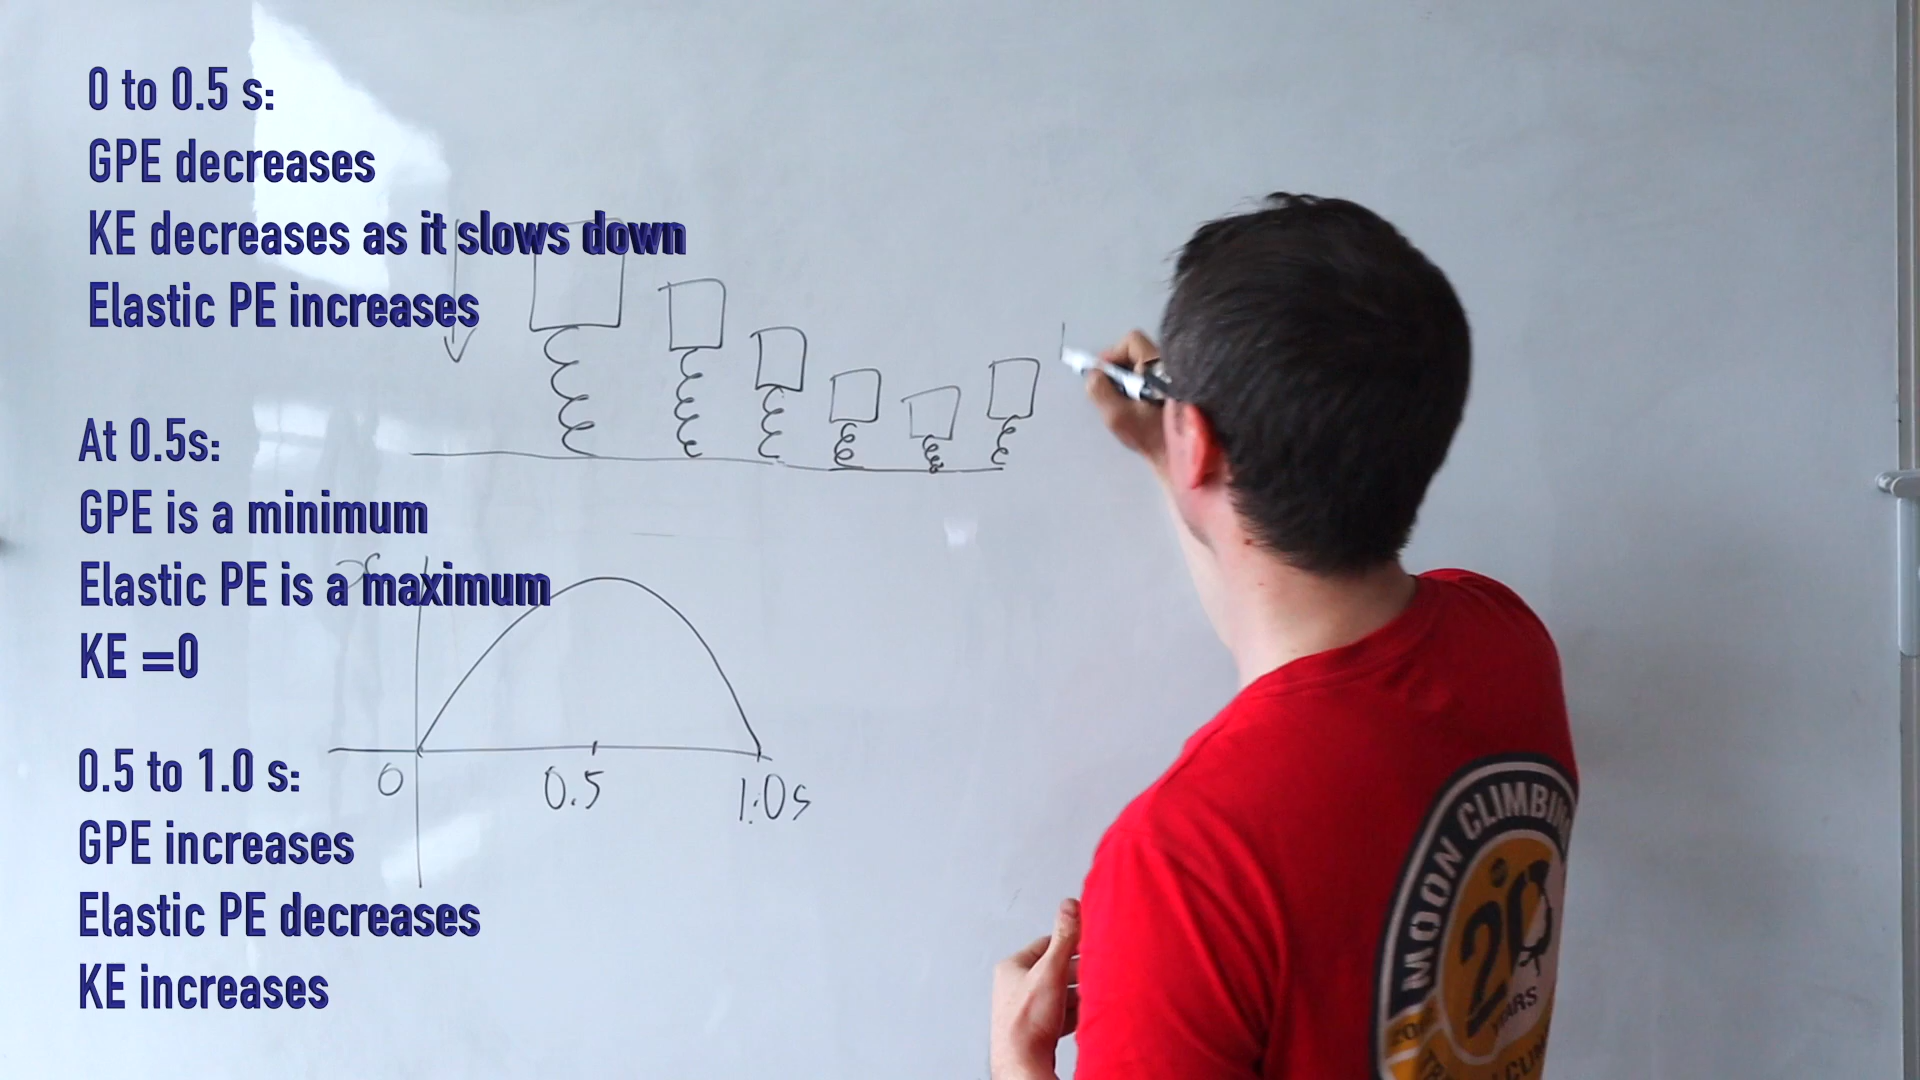 0 to 0.5 s:
GPE decreases
KE decreases as it slows down
Elastic PE increases
At 0.5s:
GPE is a minimum
Elastic PE is a maximum
KE =0
0.5 to 1.0 s:
GPE increases
Elastic PE decreases
KE increases
x
0
0.5
1.0s
MOON CLIMBING
20
YEARS